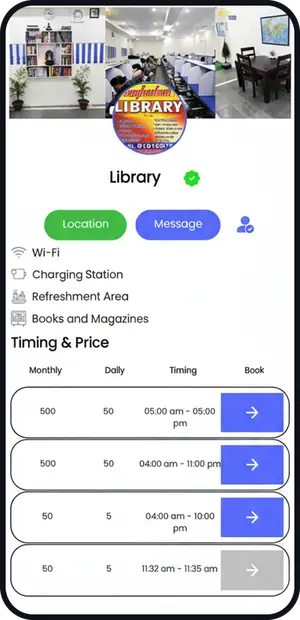 LIBRARY
Library
Location Message
Wi-Fi
Charging Station
Refreshment Area
Books and Magazines
Timing & Price
Monthly Daily Timing Book
500 50 05:00 am - 05:00
pm
500 50 04:00 am - 11:00 pm
50 5 04:00 am - 10:00
pm
50 5 11:32 am - 11:35 am